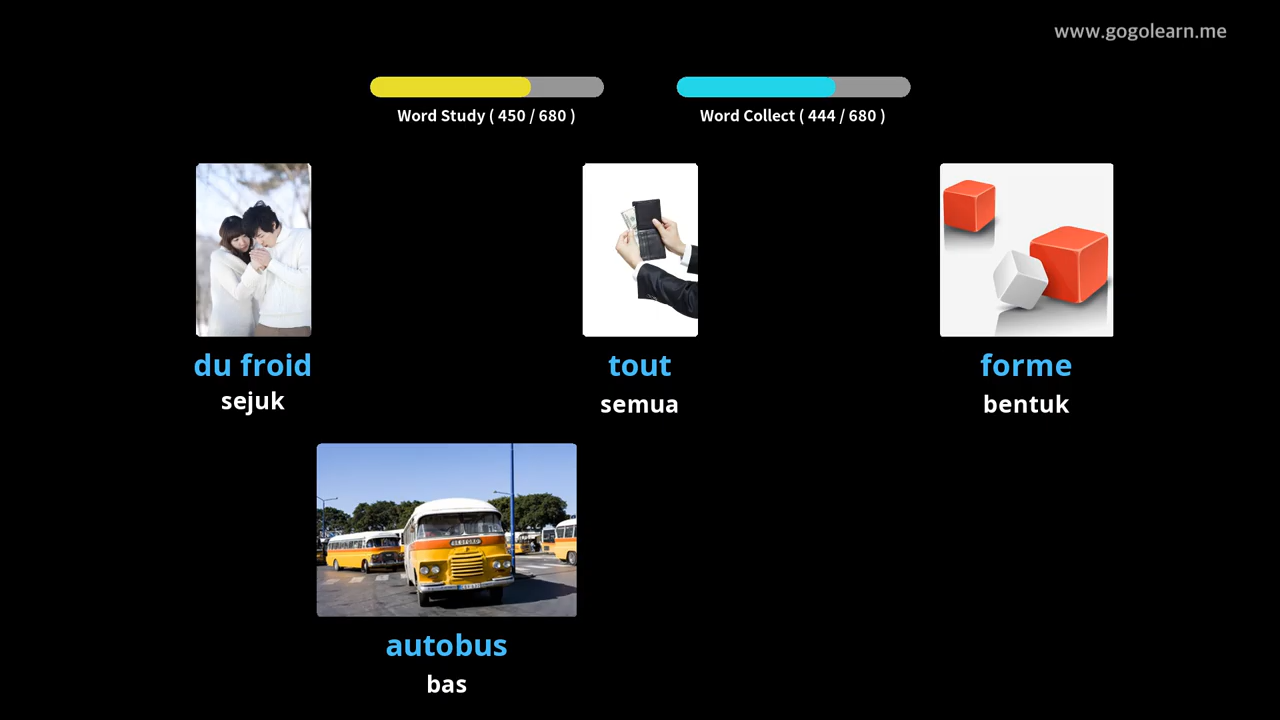 www.gogolearn.me
Word Study ( 450 / 680 )
Word Collect ( 444 / 680 )
du froid
sejuk
tout
semua
forme
bentuk
autobus
bas